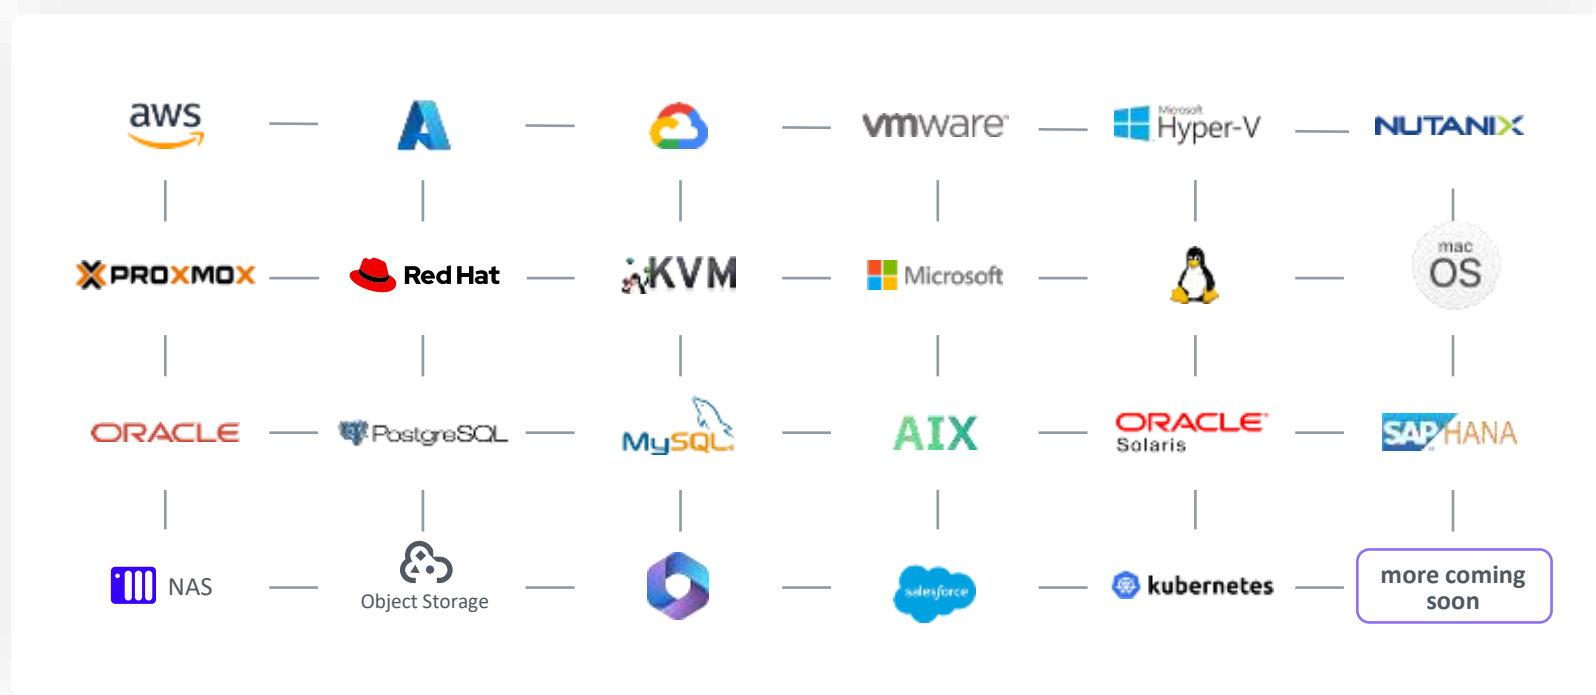 aws
vmware
Microsoft
Hyper-V
NUTANIX
PROXMOX
Red Hat
KVM
Microsoft
mac
OS
ORACLE
PostgreSQL
MySQL
AIX
ORACLE
Solaris
SAP HANA
NAS
Object Storage
salesforce
kubernetes
more coming
soon